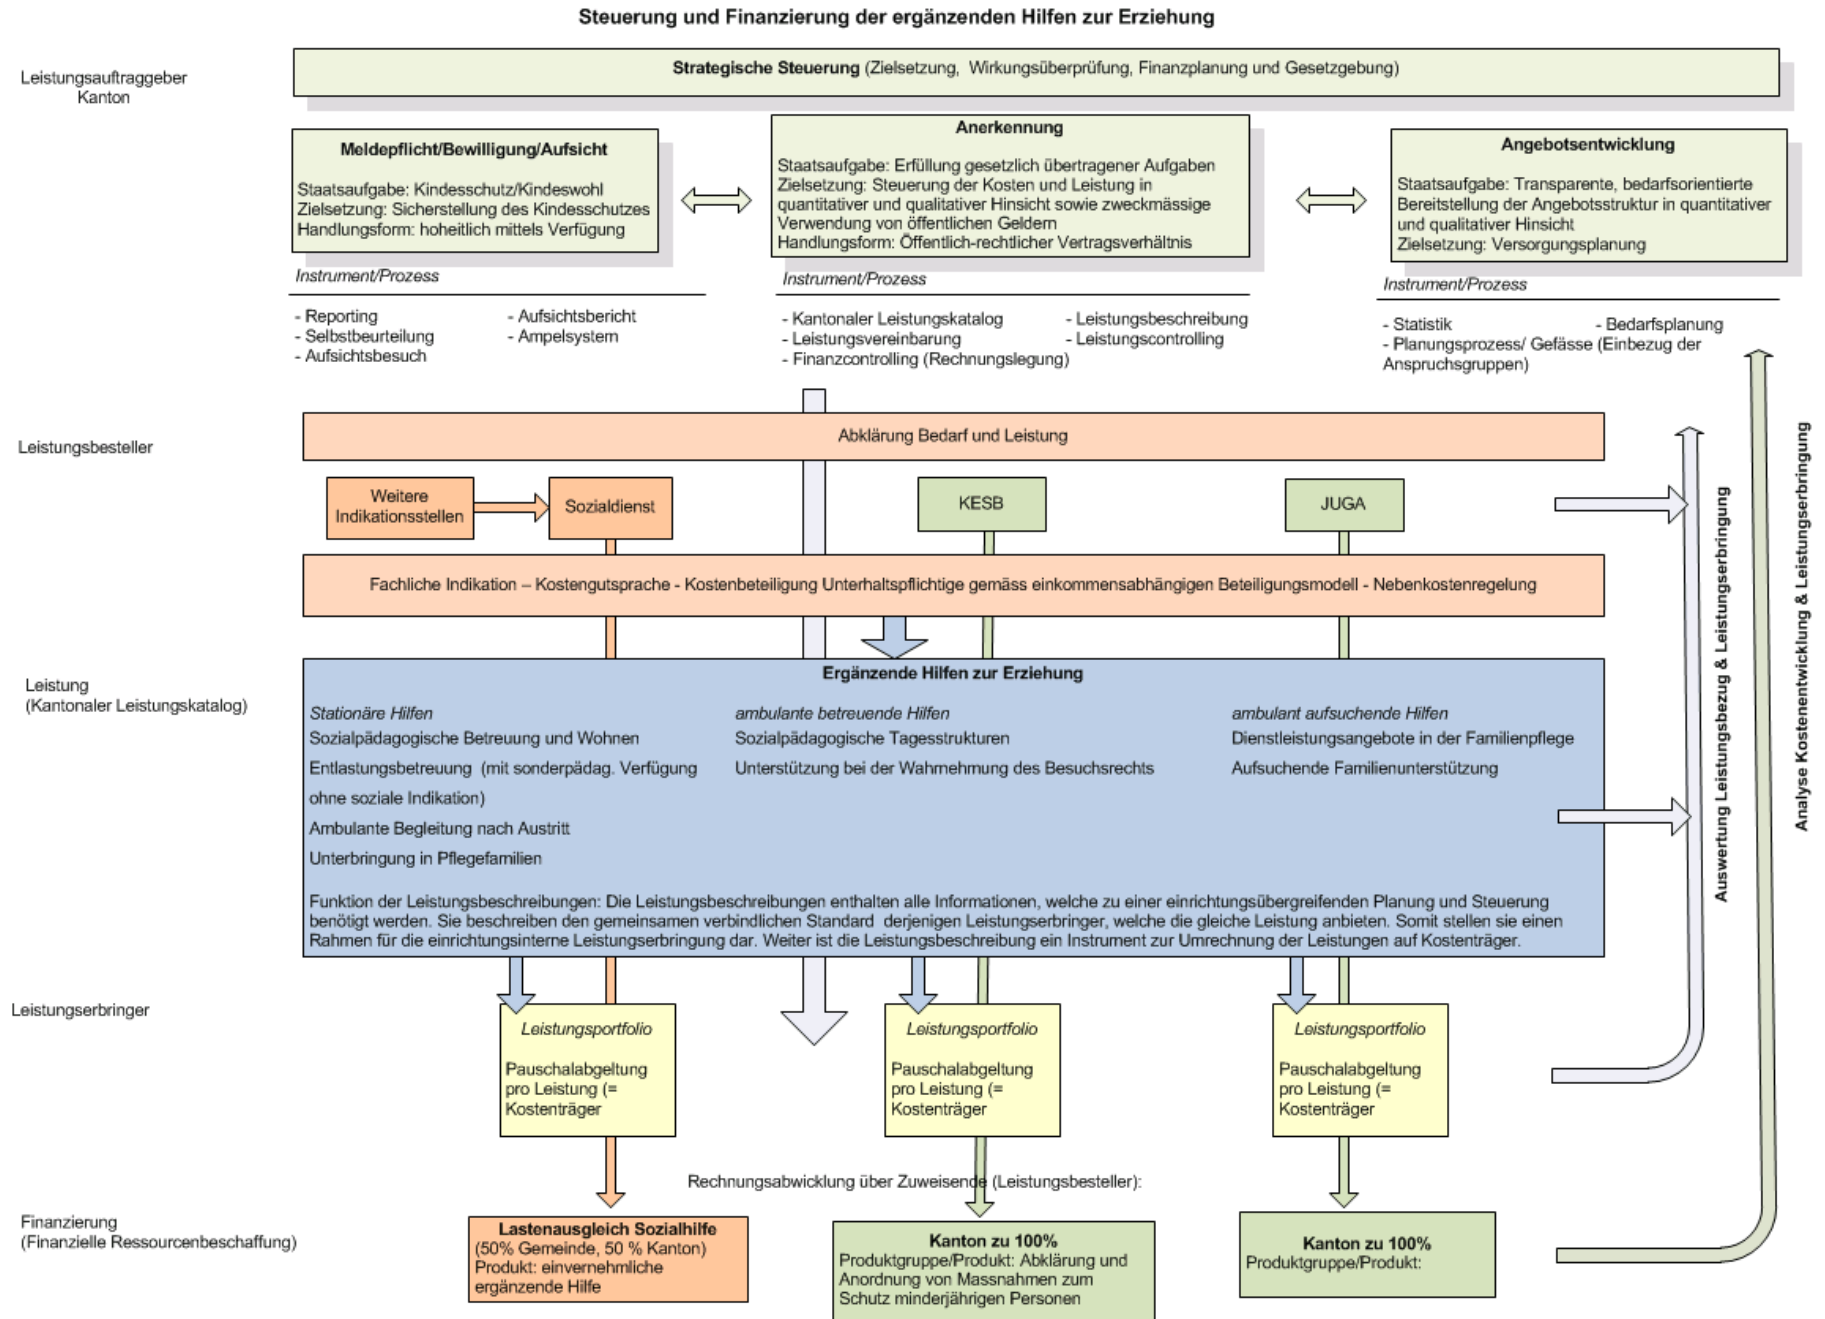 Steuerung und Finanzierung der ergänzenden Hilfen zur Erziehung
Leistungsauftraggeber
Kanton
Strategische Steuerung (Zielsetzung, Wirkungsüberprüfung, Finanzplanung und Gesetzgebung)
Meldepflicht/Bewilligung/Aufsicht
Staatsaufgabe: Kindesschutz/Kindeswohl
Zielsetzung: Sicherstellung des Kindesschutzes
Handlungsform: hoheitlich mittels Verfügung
Anerkennung
Staatsaufgabe: Erfüllung gesetzlich übertragener Aufgaben
Zielsetzung: Steuerung der Kosten und Leistung in
quantitativer und qualitativer Hinsicht sowie zweckmässige
Verwendung von öffentlichen Geldern
Handlungsform: Öffentlich-rechtlicher Vertragsverhältnis
Angebotsentwicklung
Staatsaufgabe: Transparente, bedarfsorientierte
Bereitstellung der Angebotsstruktur in quantitativer
und qualitativer Hinsicht
Zielsetzung: Versorgungsplanung
Instrument/Prozess
- Reporting
- Selbstbeurteilung
- Aufsichtsbesuch
- Aufsichtsbericht
- Ampelsystem
Instrument/Prozess
- Kantonaler Leistungskatalog
- Leistungsvereinbarung
- Finanzcontrolling (Rechnungslegung)
- Leistungsbeschreibung
- Leistungscontrolling
Instrument/Prozess
- Statistik
- Bedarfsplanung
- Planungsprozess/ Gefässe (Einbezug der
Anspruchsgruppen)
Leistungsbesteller
Abklärung Bedarf und Leistung
Weitere
Indikationsstellen
Sozialdienst
KESB
JUGA
Fachliche Indikation – Kostengutsprache - Kostenbeteiligung Unterhaltspflichtige gemäss einkommensabhängigen Beteiligungsmodell - Nebenkostenregelung
Leistung
(Kantonaler Leistungskatalog)
Ergänzende Hilfen zur Erziehung
Stationäre Hilfen
Sozialpädagogische Betreuung und Wohnen
Entlastungsbetreuung (mit sonderpädag. Verfügung
ohne soziale Indikation)
Ambulante Begleitung nach Austritt
Unterbringung in Pflegefamilien
ambulante betreuende Hilfen
Sozialpädagogische Tagesstrukturen
Unterstützung bei der Wahrnehmung des Besuchsrechts
ambulant aufsuchende Hilfen
Dienstleistungsangebote in der Familienpflege
Aufsuchende Familienunterstützung
Funktion der Leistungsbeschreibungen: Die Leistungsbeschreibungen enthalten alle Informationen, welche zu einer einrichtungsübergreifenden Planung und Steuerung
benötigt werden. Sie beschreiben den gemeinsamen verbindlichen Standard derjenigen Leistungserbringer, welche die gleiche Leistung anbieten. Somit stellen sie einen
Rahmen für die einrichtungsinterne Leistungserbringung dar. Weiter ist die Leistungsbeschreibung ein Instrument zur Umrechnung der Leistungen auf Kostenträger.
Auswertung Leistungsbezug & Leistungserbringung
Analyse Kostenentwicklung & Leistungserbringung
Leistungserbringer
Leistungsportfolio
Pauschalabgeltung
pro Leistung (=
Kostenträger
Leistungsportfolio
Pauschalabgeltung
pro Leistung (=
Kostenträger
Leistungsportfolio
Pauschalabgeltung
pro Leistung (=
Kostenträger
Rechnungsabwicklung über Zuweisende (Leistungsbesteller):
Finanzierung
(Finanzielle Ressourcenbeschaffung)
Lastenausgleich Sozialhilfe
(50% Gemeinde, 50 % Kanton)
Produkt: einvernehmliche
ergänzende Hilfe
Kanton zu 100%
Produktgruppe/Produkt: Abklärung und
Anordnung von Massnahmen zum
Schutz minderjährigen Personen
Kanton zu 100%
Produktgruppe/Produkt: